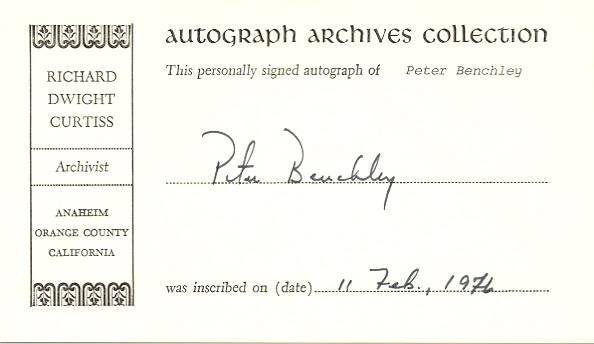 AUTOGRAPH ARCHIVES COLLECTION
RICHARD
DWIGHT
CURTISS
Archivist
ANAHEIM
ORANGE COUNTY
CALIFORNIA
This personally signed autograph of Peter Benchley
Peter Benchley
was inscribed on (date) 11 Feb., 1976